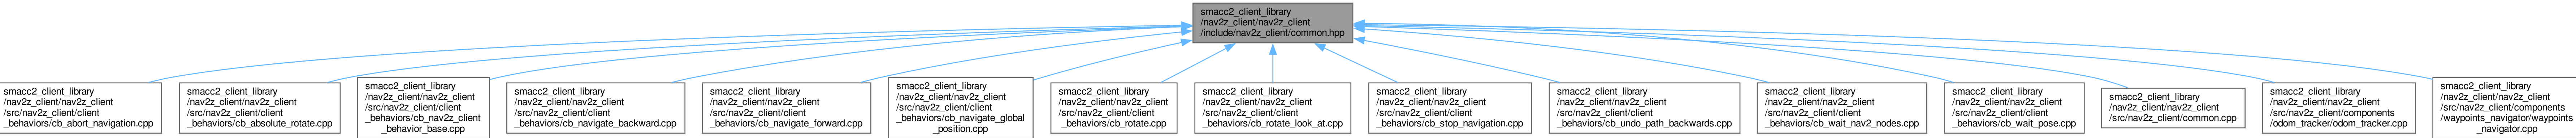 smacc2_client_library
/nav2z_client/nav2z_client
/include/nav2z_client/common.hpp
smacc2_client_library
/nav2z_client/nav2z_client
/src/nav2z_client/client
_behaviors/cb_abort_navigation.cpp
smacc2_client_library
/nav2z_client/nav2z_client
/src/nav2z_client/client
_behaviors/cb_absolute_rotate.cpp
smacc2_client_library
/nav2z_client/nav2z_client
/src/nav2z_client/client
_behaviors/cb_nav2z_client
_behavior_base.cpp
smacc2_client_library
/nav2z_client/nav2z_client
/src/nav2z_client/client
_behaviors/cb_navigate_backward.cpp
smacc2_client_library
/nav2z_client/nav2z_client
/src/nav2z_client/client
_behaviors/cb_navigate_forward.cpp
smacc2_client_library
/nav2z_client/nav2z_client
/src/nav2z_client/client
_behaviors/cb_navigate_global
_position.cpp
smacc2_client_library
/nav2z_client/nav2z_client
/src/nav2z_client/client
_behaviors/cb_rotate.cpp
smacc2_client_library
/nav2z_client/nav2z_client
/src/nav2z_client/client
_behaviors/cb_rotate_look_at.cpp
smacc2_client_library
/nav2z_client/nav2z_client
/src/nav2z_client/client
_behaviors/cb_stop_navigation.cpp
smacc2_client_library
/nav2z_client/nav2z_client
/src/nav2z_client/client
_behaviors/cb_undo_path_backwards.cpp
smacc2_client_library
/nav2z_client/nav2z_client
/src/nav2z_client/client
_behaviors/cb_wait_nav2_nodes.cpp
smacc2_client_library
/nav2z_client/nav2z_client
/src/nav2z_client/client
_behaviors/cb_wait_pose.cpp
smacc2_client_library
/nav2z_client/nav2z_client
/src/nav2z_client/common.cpp
smacc2_client_library
/nav2z_client/nav2z_client
/src/nav2z_client/components
/odom_tracker/odom_tracker.cpp
smacc2_client_library
/nav2z_client/nav2z_client
/src/nav2z_client/components
/waypoints_navigator/waypoints
_navigator.cpp